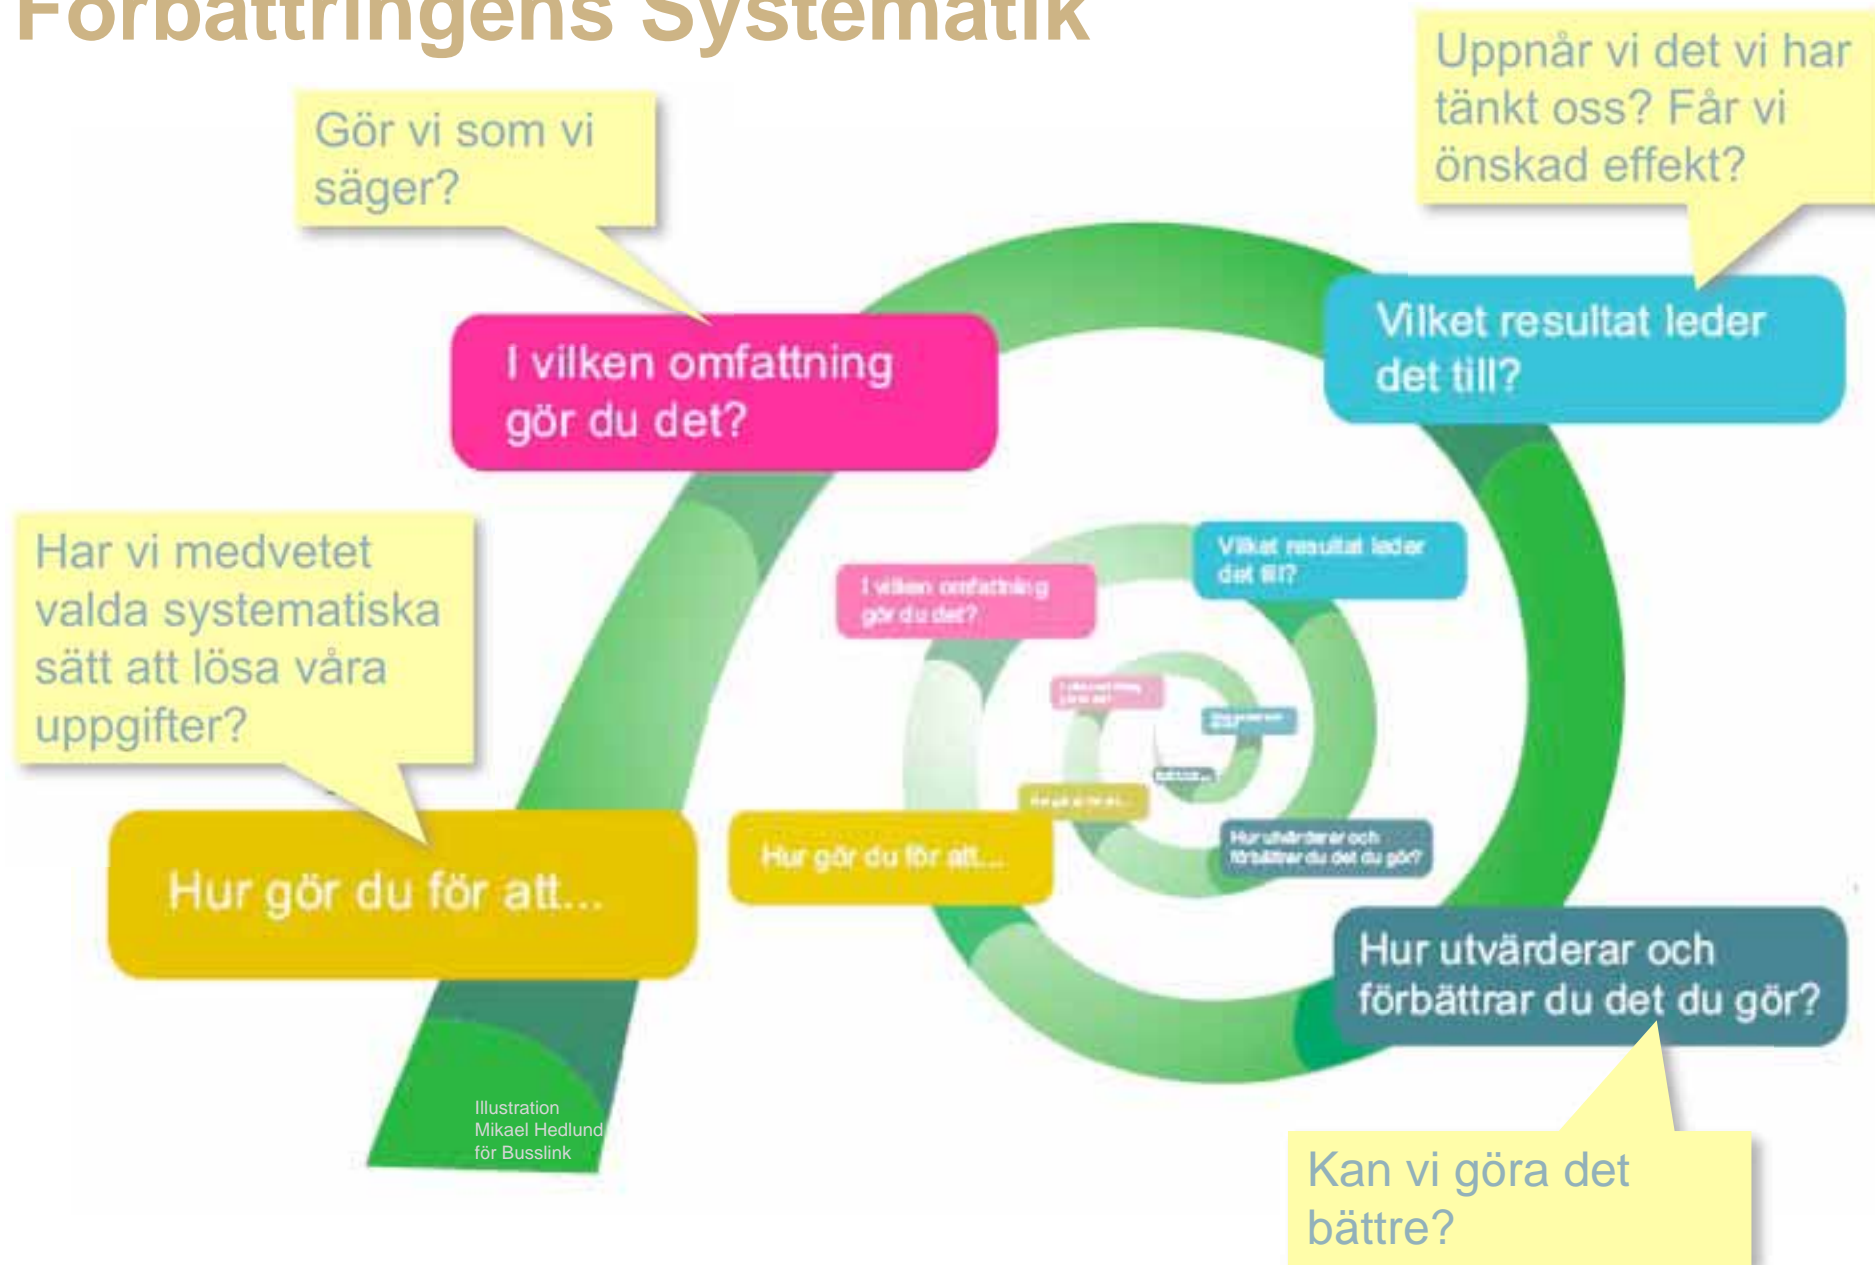 Förbättringens Systematik
Uppnår vi det vi har
tänkt oss? Får vi
önskad effekt?
Gör vi som vi
säger?
Vilket resultat leder
det till?
I vilken omfattning
gör du det?
Har vi medvetet
valda systematiska
sätt att lösa våra
uppgifter?
Vilket resultat leder
det till?
I vilken omfattning
gör du det?
Hur gör du för att...
Hur gör du för att...
Hur utvärderar och
förbättrar du det du gör?
Hur utvärderar och
förbättrar du det du gör?
Illustration
Mikael Hedlund
för Busslink
Kan vi göra det
bättre?